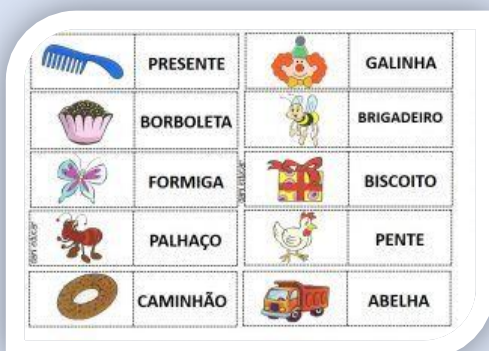 PRESENTE
GALINHA
BORBOLETA
BRIGADEIRO
FORMIGA
BISCOITO
PALHAÇO
PENTE
CAMINHÃO
ABELHA